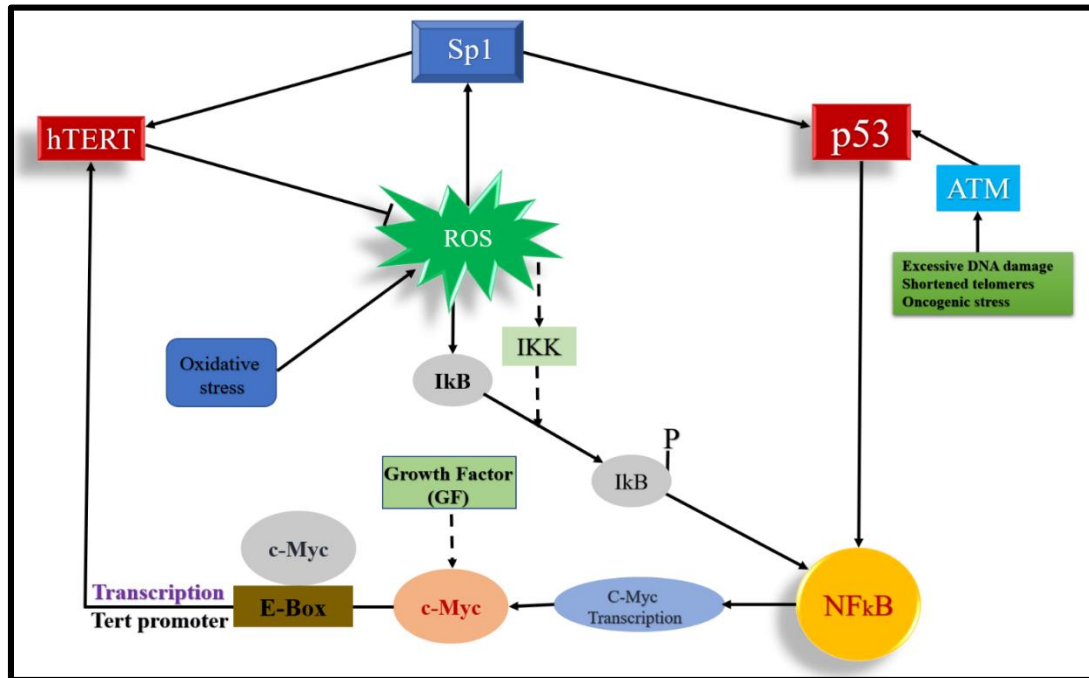 Sp1
hTERT
p53
ATM
ROS
Excessive DNA damage
Shortened telomeres
Oncogenic stress
IKK
Oxidative
stress
IkB
P
IkB
Growth Factor
(GF)
c-Myc
Transcription
E-Box
Tert promoter
c-Myc
C-Myc
Transcription
NFkB